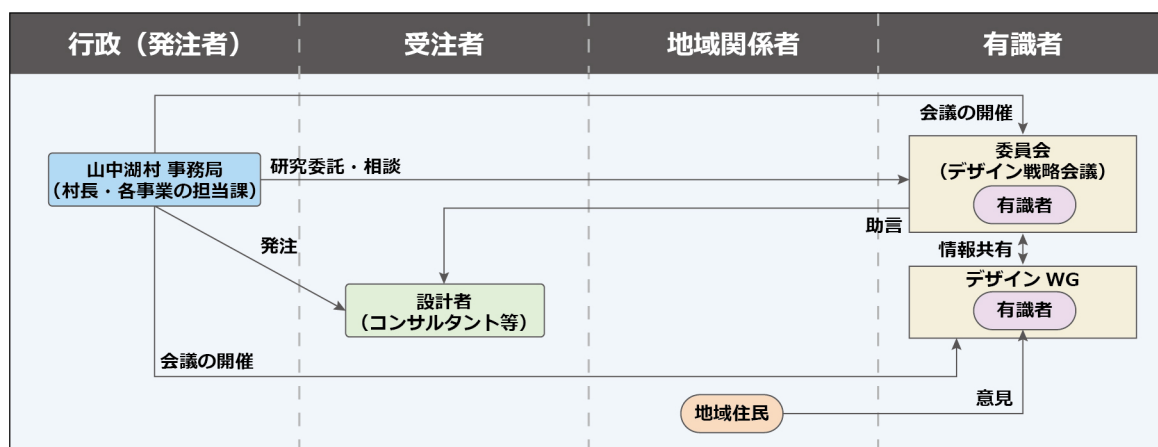 行政（発注者）
受注者
地域関係者
有識者
会議の開催
山中湖村 事務局
（村長・各事業の担当課）
研究委託・相談
委員会
（デザイン戦略会議）
有識者
助言
発注
情報共有
デザイン WG
有識者
設計者
（コンサルタント等）
会議の開催
意見
地域住民